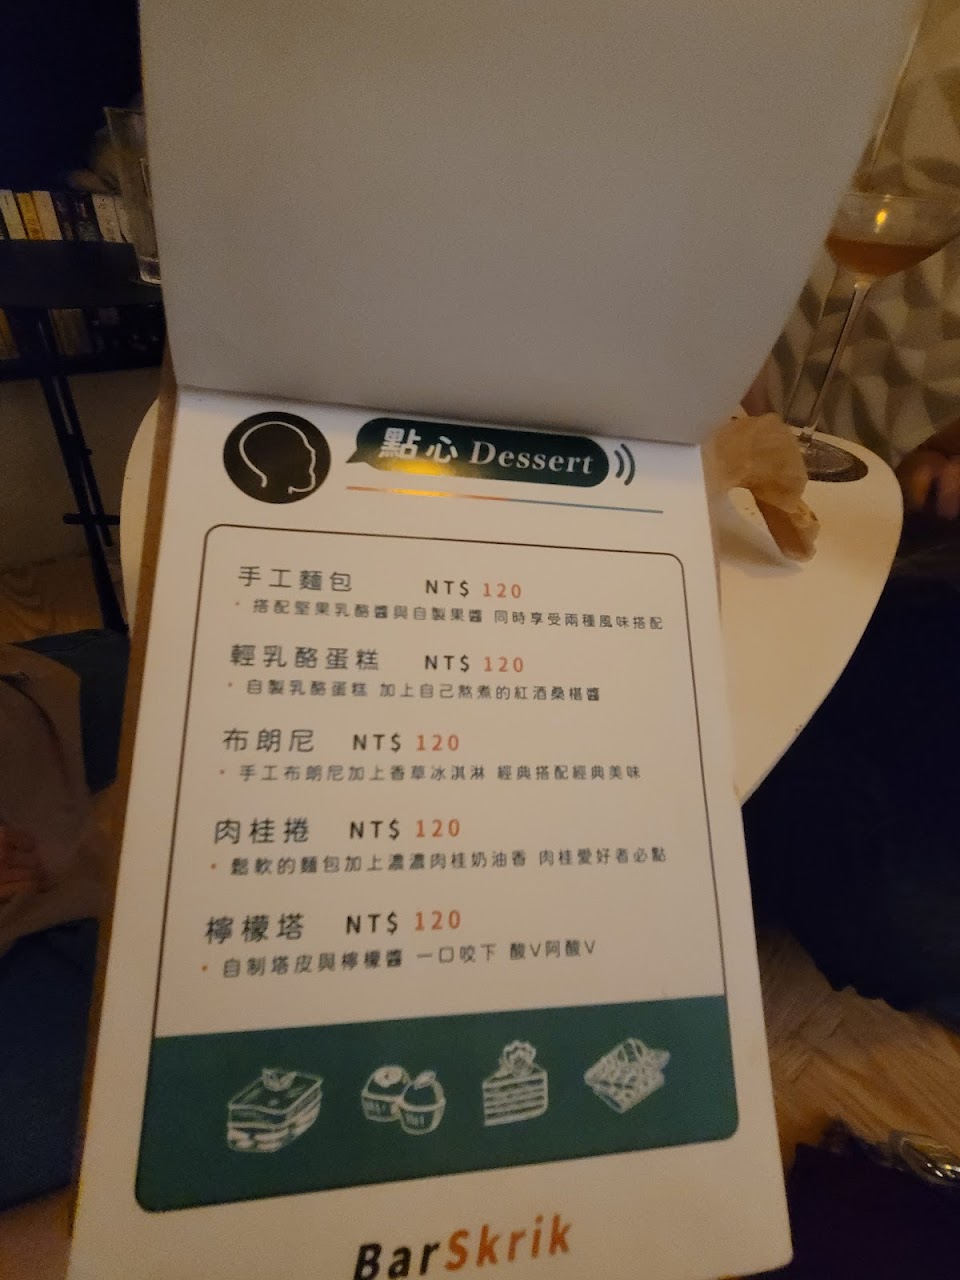 點心 Dessert
手工麵包 NT$ 120
· 搭配堅果乳酪醬與自製果醬 同時享受兩種風味搭配
輕乳酪蛋糕 NT$ 120
· 自製乳酪蛋糕 加上自己熬煮的紅酒桑椹醬
布朗尼 NT$ 120
· 手工布朗尼加上香草冰淇淋 經典搭配經典美味
肉桂捲 NT$ 120
· 鬆軟的麵包加上濃濃肉桂奶油香 肉桂愛好者必點
檸檬塔 NT$ 120
· 自制塔皮與檸檬醬 一口咬下 酸V阿酸V
BarSkrik